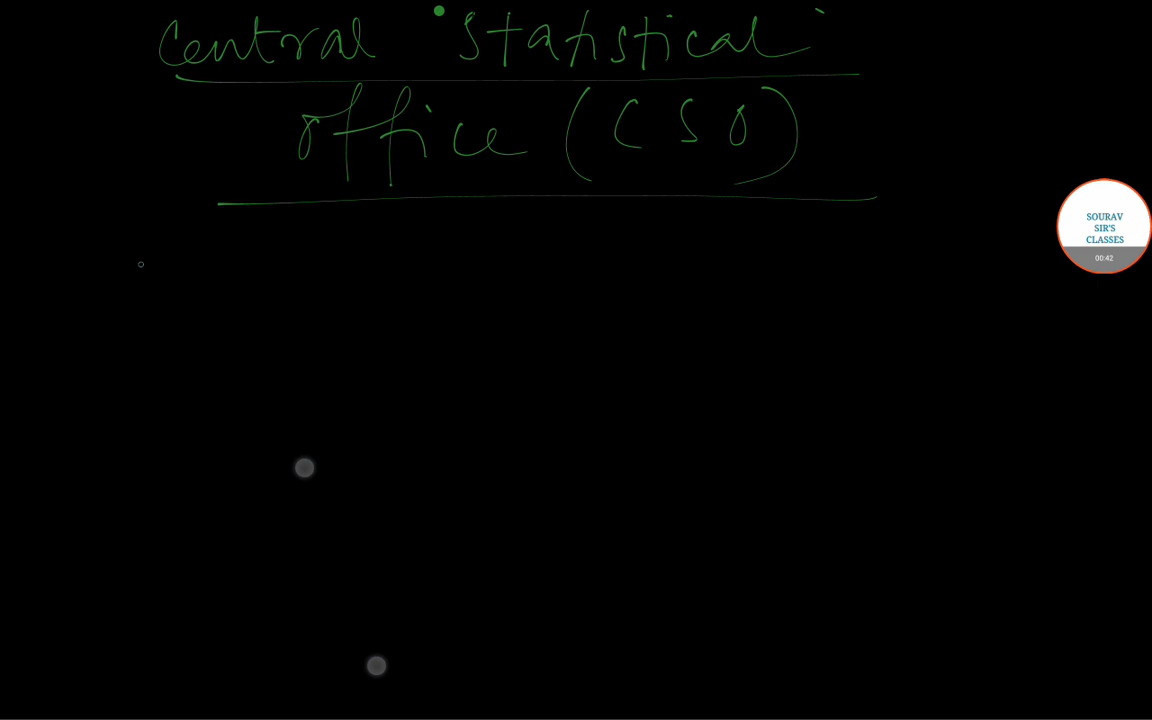 Central Statistical
office (CSO)
SOURAV
SIR'S
CLASSES
00:42